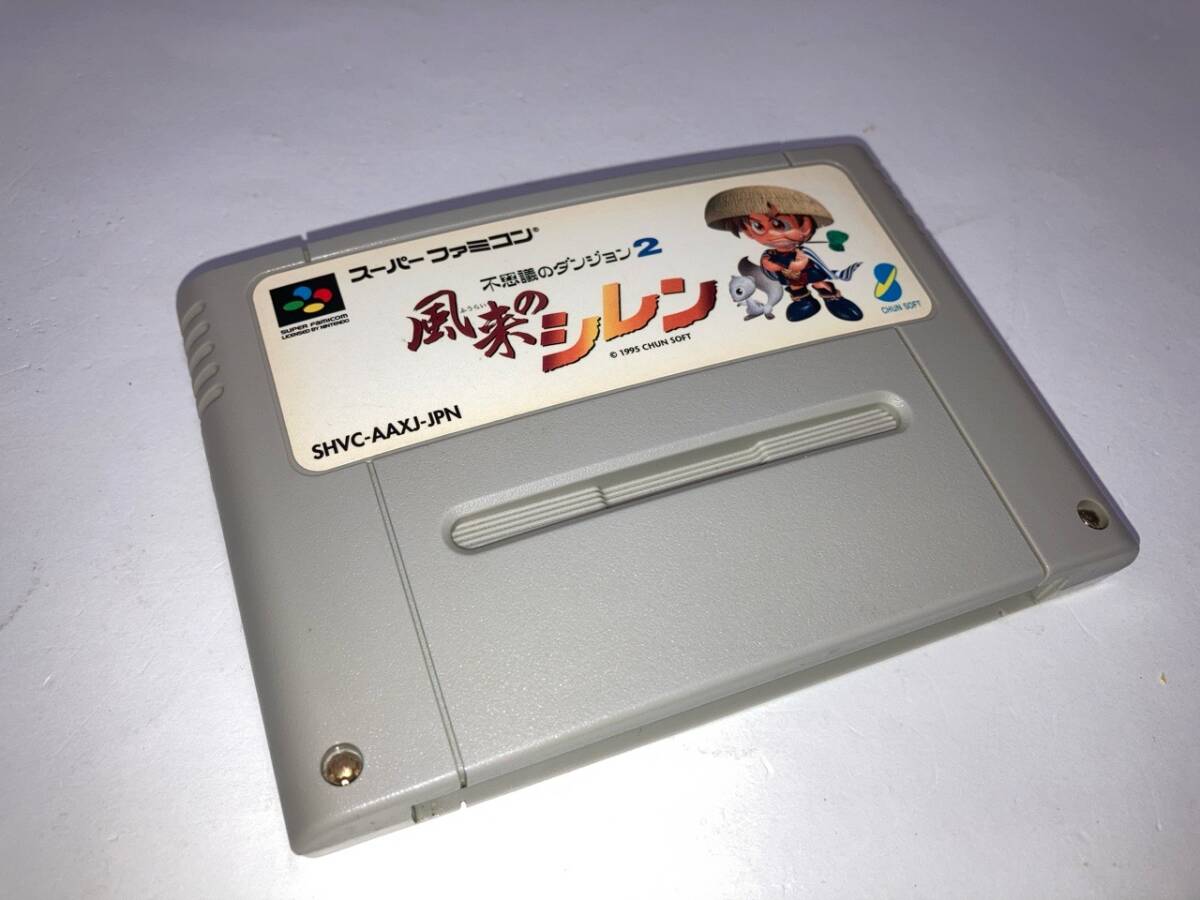 スーパーファミコン®
SUPER FAMICOM
LICENSED BY NINTENDO
不思議のダンジョン2
ふうらい
風来のシレン
© 1995 CHUN SOFT
CHUN SOFT
SHVC-AAXJ-JPN